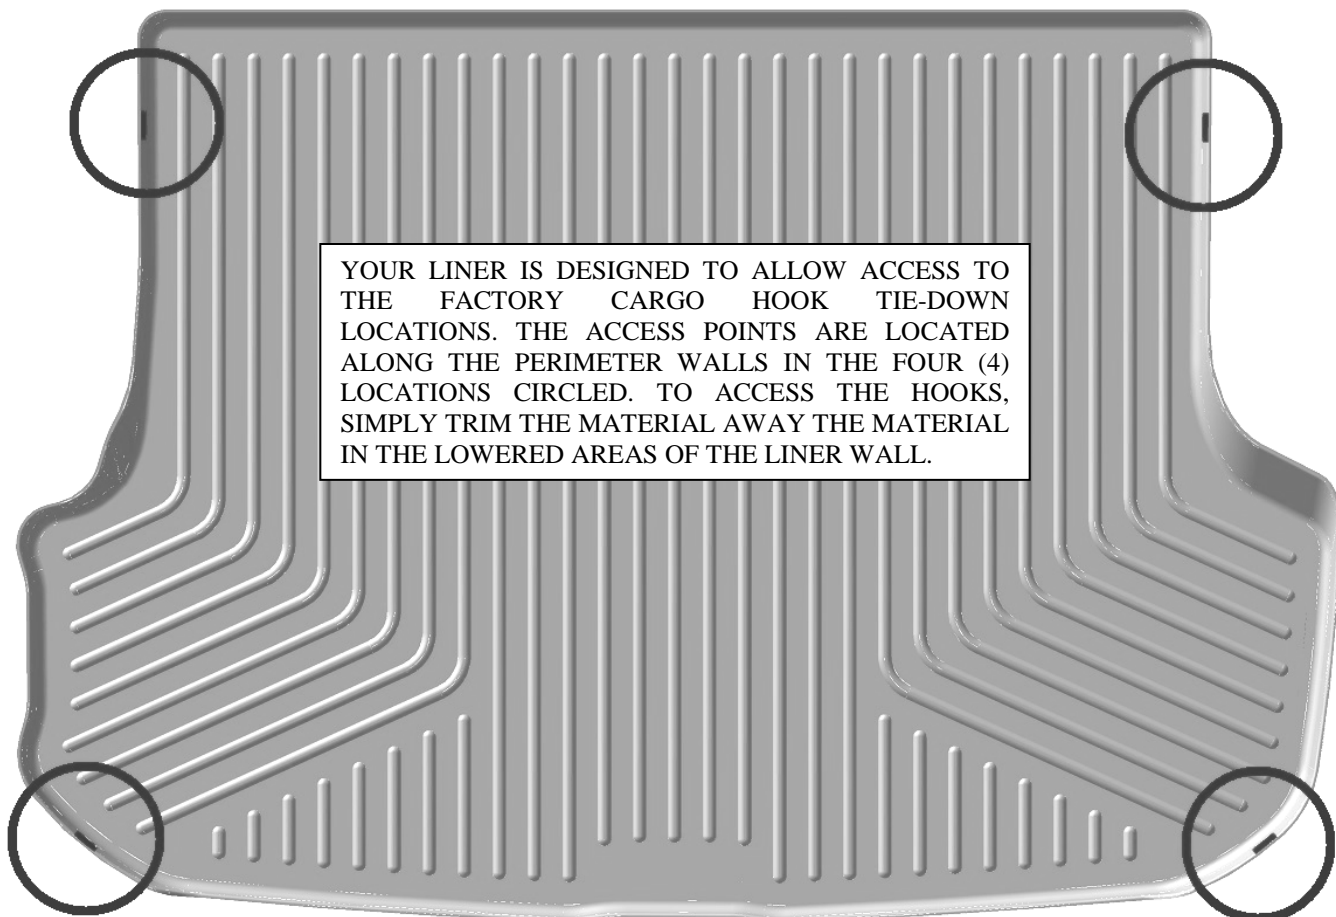 YOUR LINER IS DESIGNED TO ALLOW ACCESS TO
THE FACTORY CARGO HOOK TIE-DOWN
LOCATIONS. THE ACCESS POINTS ARE LOCATED
ALONG THE PERIMETER WALLS IN THE FOUR (4)
LOCATIONS CIRCLED. TO ACCESS THE HOOKS,
SIMPLY TRIM THE MATERIAL AWAY THE MATERIAL
IN THE LOWERED AREAS OF THE LINER WALL.